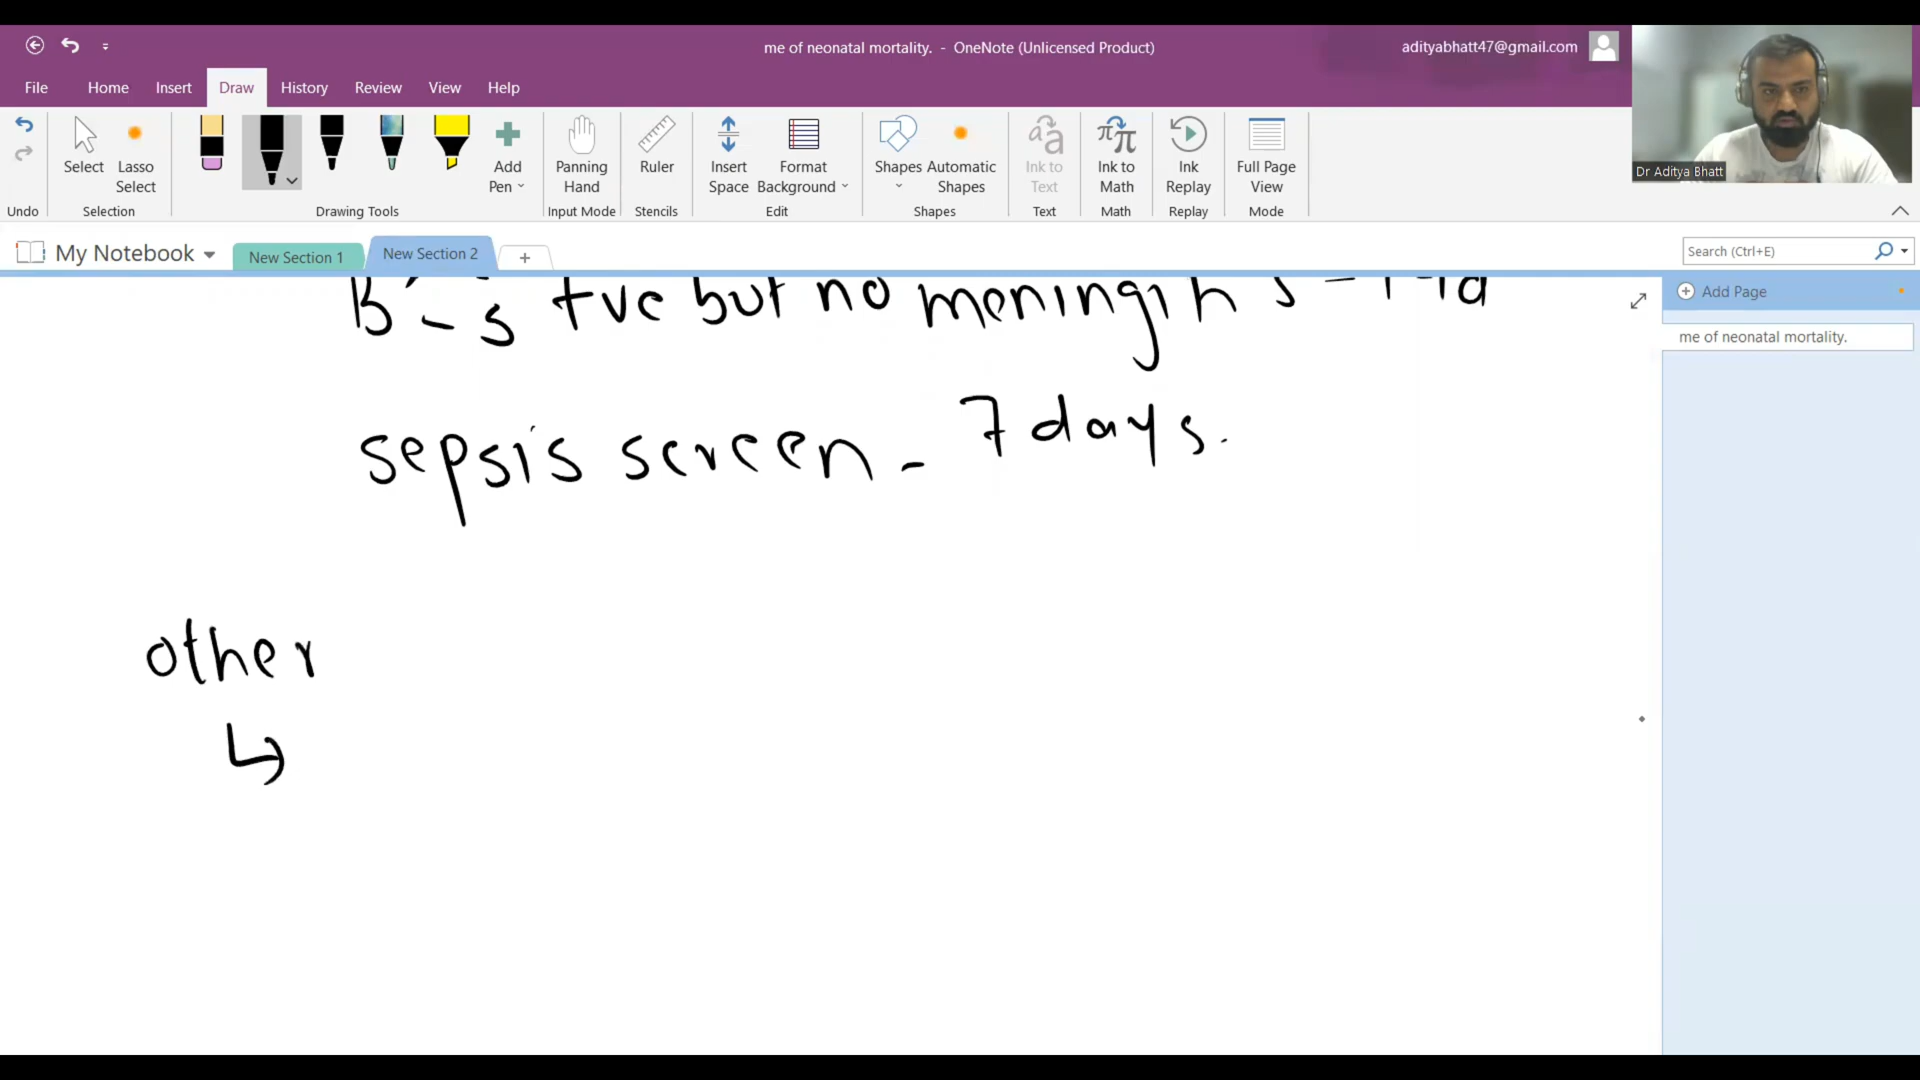 me of neonatal mortality. - OneNote (Unlicensed Product)
adityabhatt47@gmail.com
File Home Insert Draw History Review View Help
Select
Lasso Select
Add Pen
Panning Hand
Ruler
Insert Space
Format Background
Shapes
Automatic Shapes
Ink to Text
Ink to Math
Ink Replay
Full Page View
Undo Selection Drawing Tools Input Mode Stencils Edit Shapes Text Math Replay Mode
Dr Aditya Bhatt
My Notebook New Section 1 New Section 2
Search (Ctrl+E)
Add Page
me of neonatal mortality.
+ve but no meningitis -
sepsis screen - 7 days.
other